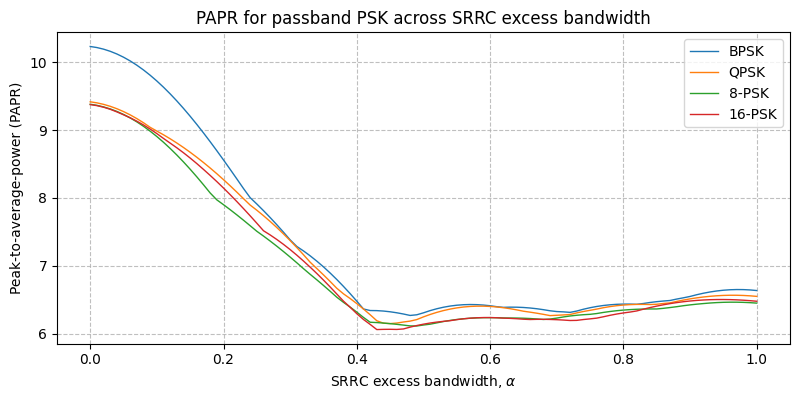 PAPR for passband PSK across SRRC excess bandwidth
Peak-to-average-power (PAPR)
10
9
8
7
6
BPSK
QPSK
8-PSK
16-PSK
0.0 0.2 0.4 0.6 0.8 1.0
SRRC excess bandwidth, α